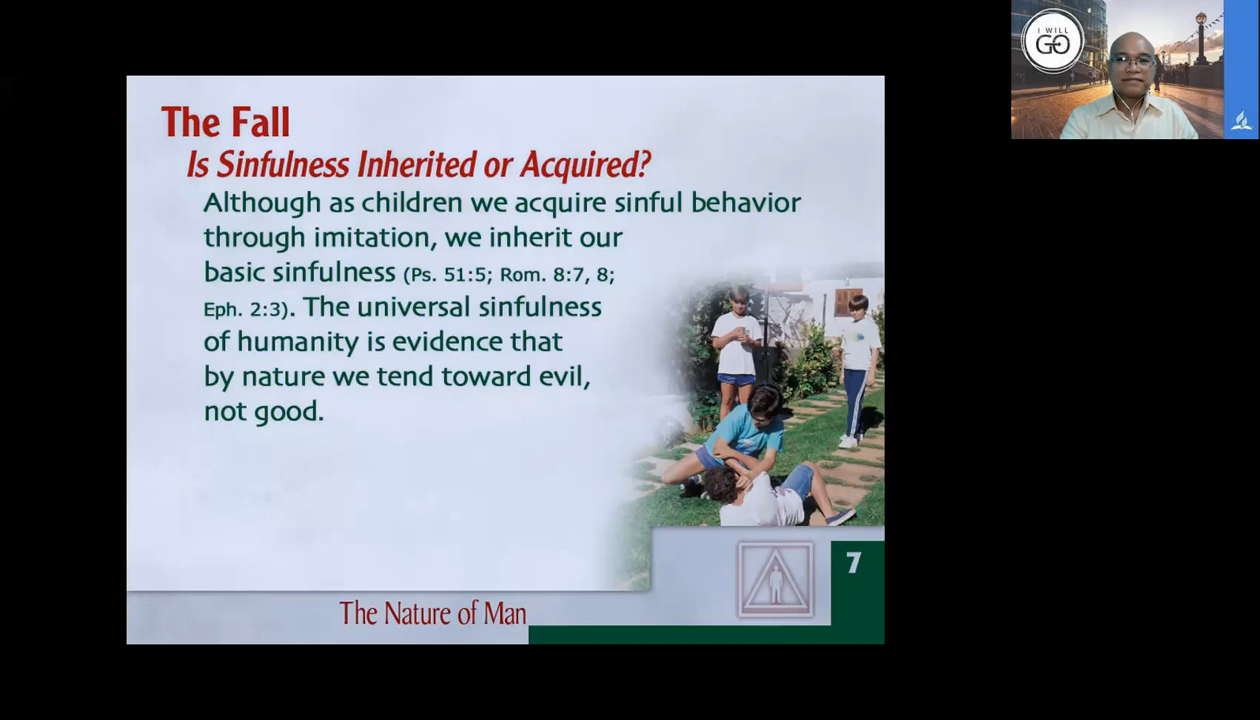 I WILL
GO
The Fall
Is Sinfulness Inherited or Acquired?
Although as children we acquire sinful behavior
through imitation, we inherit our
basic sinfulness (Ps. 51:5; Rom. 8:7, 8;
Eph. 2:3). The universal sinfulness
of humanity is evidence that
by nature we tend toward evil,
not good.
7
The Nature of Man